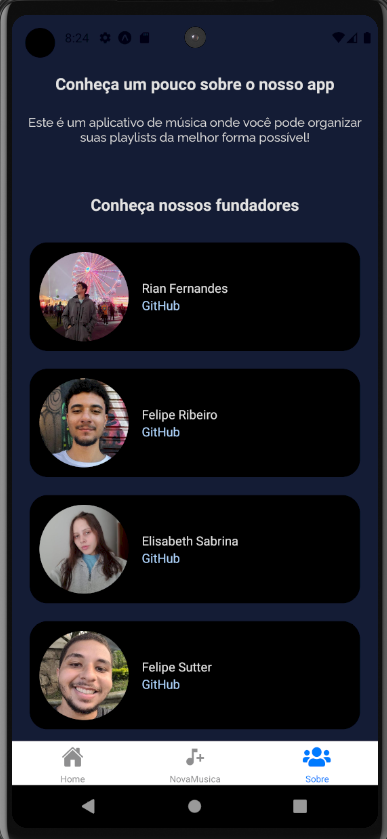 8:24
Conheça um pouco sobre o nosso app
Este é um aplicativo de música onde você pode organizar
suas playlists da melhor forma possível!
Conheça nossos fundadores
Rian Fernandes
GitHub
Felipe Ribeiro
GitHub
Elisabeth Sabrina
GitHub
Felipe Sutter
GitHub
Home
NovaMusica
Sobre